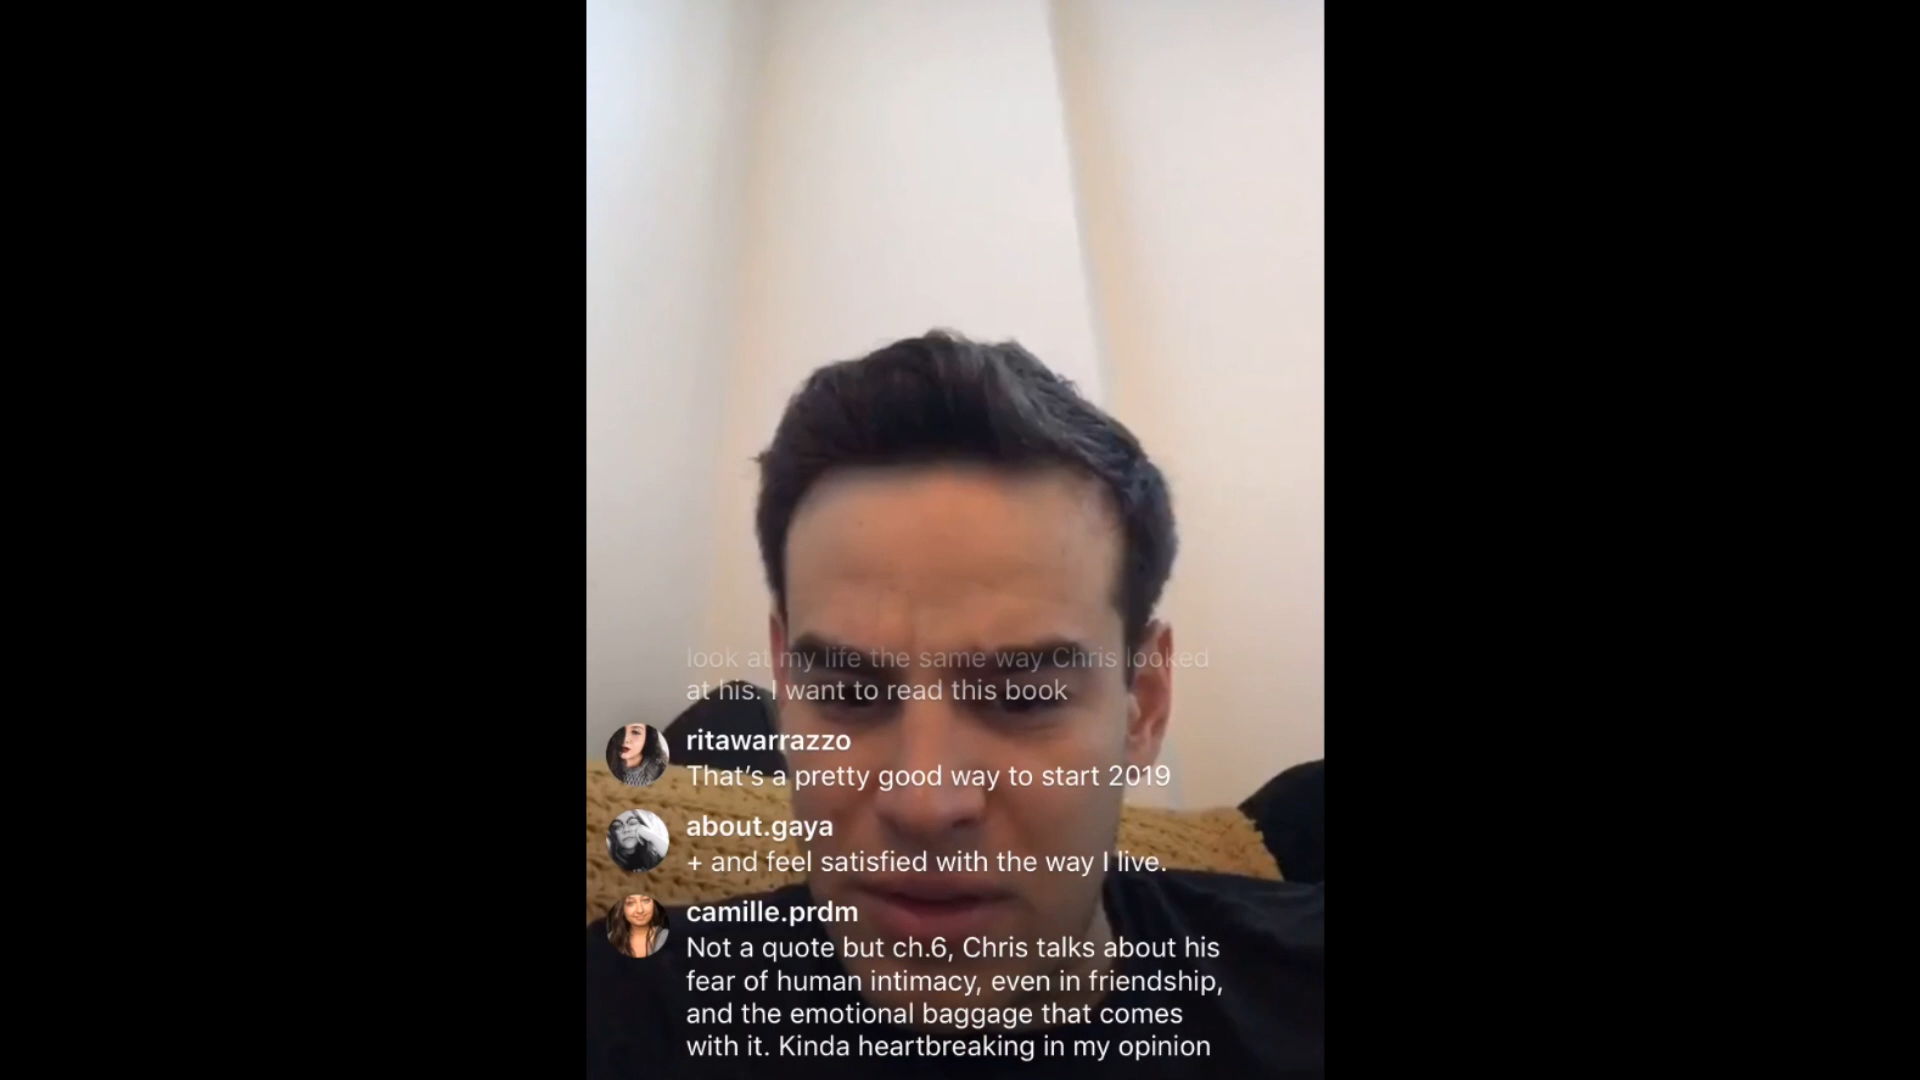 look at my life the same way Chris looked
at his. I want to read this book
ritawarrazzo
That's a pretty good way to start 2019
about.gaya
+ and feel satisfied with the way I live.
camille.prdm
Not a quote but ch.6, Chris talks about his
fear of human intimacy, even in friendship,
and the emotional baggage that comes
with it. Kinda heartbreaking in my opinion